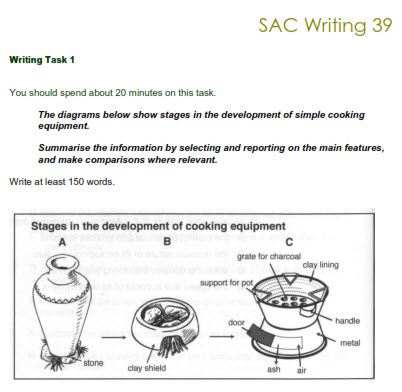 SAC Writing 39
Writing Task 1
You should spend about 20 minutes on this task.
The diagrams below show stages in the development of simple cooking
equipment.
Summarise the information by selecting and reporting on the main features,
and make comparisons where relevant.
Write at least 150 words.
Stages in the development of cooking equipment
A B C
grate for charcoal
clay lining
support for pot
door
handle
metal
stone
clay shield
ash air